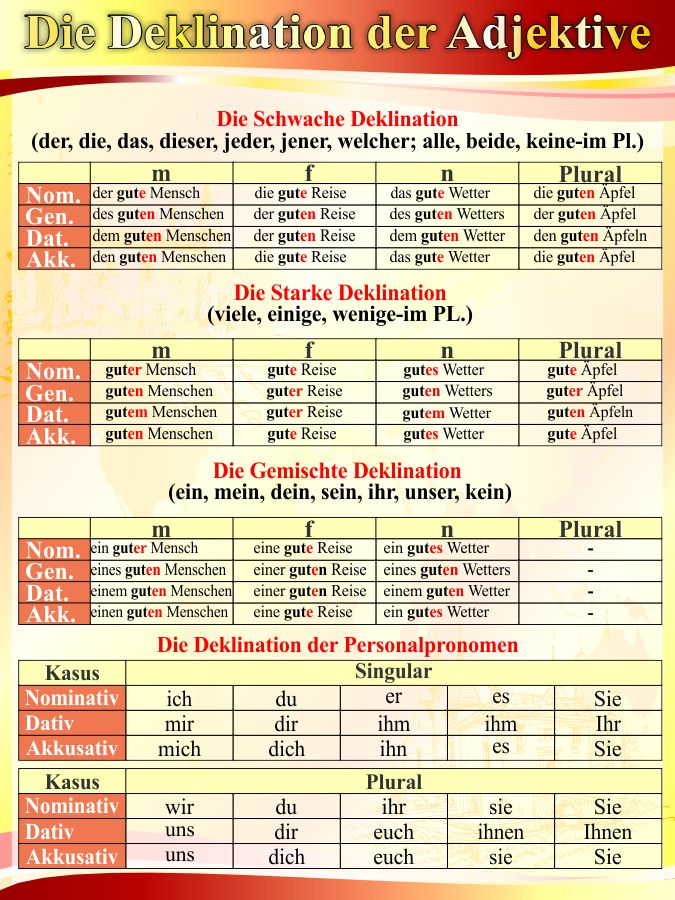 Die Deklination der Adjektive
Die Schwache Deklination
(der, die, das, dieser, jeder, jener, welcher; alle, beide, keine-im Pl.)
m f n Plural
Nom. der gute Mensch die gute Reise das gute Wetter die guten Äpfel
Gen. des guten Menschen der guten Reise des guten Wetters der guten Äpfel
Dat. dem guten Menschen der guten Reise dem guten Wetter den guten Äpfeln
Akk. den guten Menschen die gute Reise das gute Wetter die guten Äpfel
Die Starke Deklination
(viele, einige, wenige-im PL.)
m f n Plural
Nom. guter Mensch gute Reise gutes Wetter gute Äpfel
Gen. guten Menschen guter Reise guten Wetters guter Äpfel
Dat. gutem Menschen guter Reise gutem Wetter guten Äpfeln
Akk. guten Menschen gute Reise gutes Wetter gute Äpfel
Die Gemischte Deklination
(ein, mein, dein, sein, ihr, unser, kein)
m f n Plural
Nom. ein guter Mensch eine gute Reise ein gutes Wetter -
Gen. eines guten Menschen einer guten Reise eines guten Wetters -
Dat. einem guten Menschen einer guten Reise einem guten Wetter -
Akk. einen guten Menschen eine gute Reise ein gutes Wetter -
Die Deklination der Personalpronomen
Kasus Singular
Nominativ ich du er es Sie
Dativ mir dir ihm ihm Ihr
Akkusativ mich dich ihn es Sie
Kasus Plural
Nominativ wir du ihr sie Sie
Dativ uns dir euch ihnen Ihnen
Akkusativ uns dich euch sie Sie